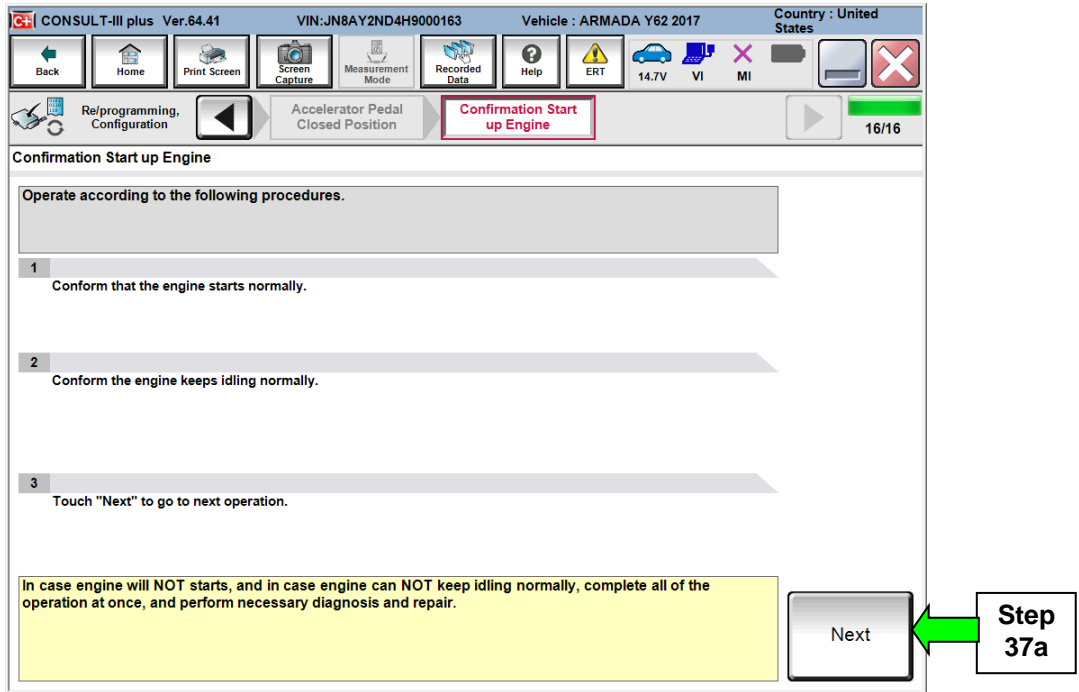 CONSULT-III plus Ver.64.41 VIN:JN8AY2ND4H9000163 Vehicle : ARMADA Y62 2017 Country : United
States
Back Home Print Screen Screen
Capture Measurement
Mode Recorded
Data Help ERT 14.7V VI MI
Re/programming,
Configuration
Accelerator Pedal
Closed Position
Confirmation Start
up Engine
16/16
Confirmation Start up Engine
Operate according to the following procedures.
1
Conform that the engine starts normally.
2
Conform the engine keeps idling normally.
3
Touch "Next" to go to next operation.
In case engine will NOT starts, and in case engine can NOT keep idling normally, complete all of the
operation at once, and perform necessary diagnosis and repair.
Next
Step
37a